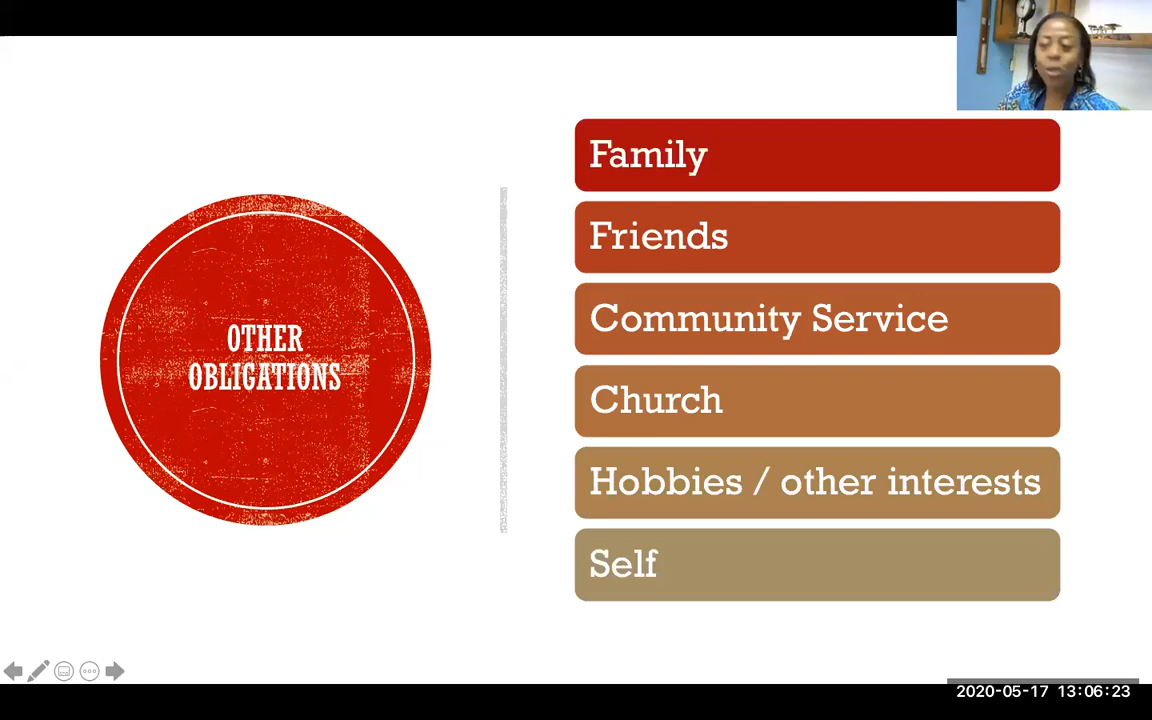 OTHER
OBLIGATIONS
Family
Friends
Community Service
Church
Hobbies / other interests
Self
2020-05-17 13:06:23